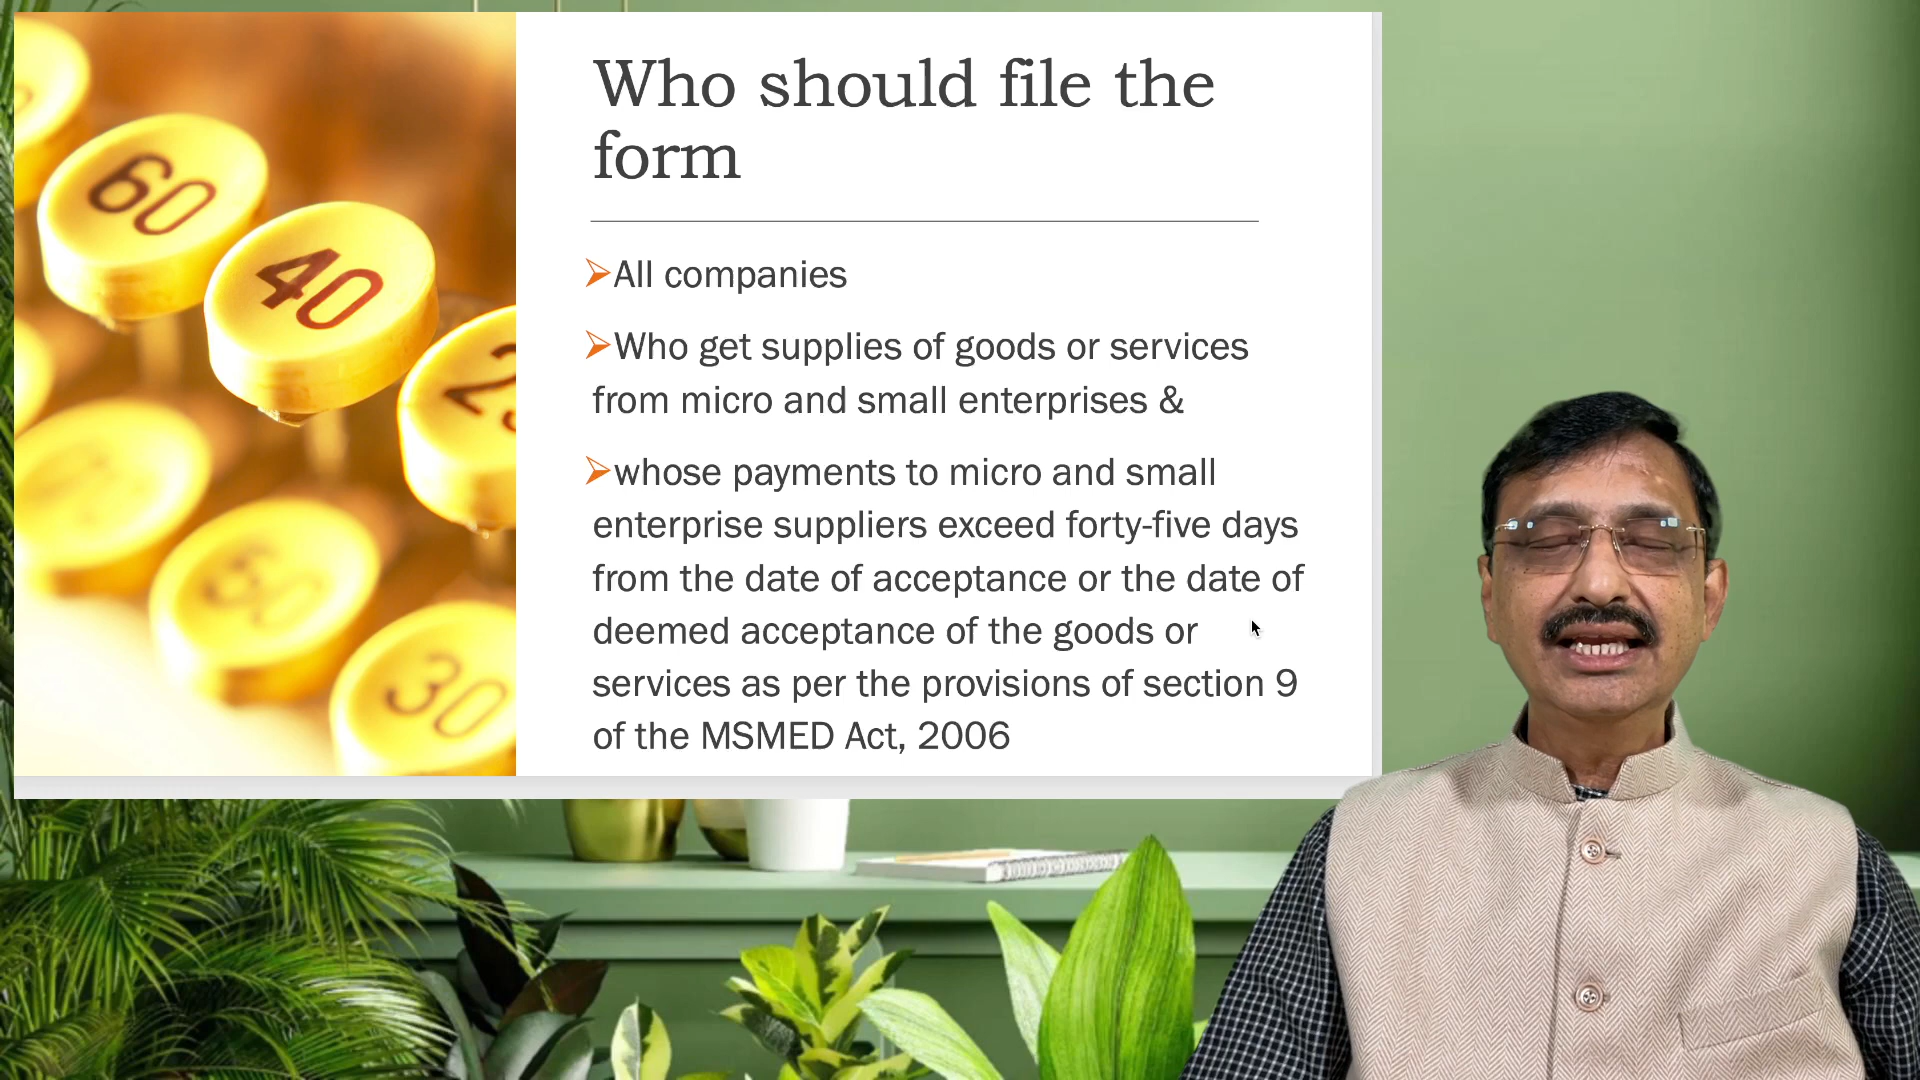 Who should file the
form
➢All companies
➢Who get supplies of goods or services
from micro and small enterprises &
➢whose payments to micro and small
enterprise suppliers exceed forty-five days
from the date of acceptance or the date of
deemed acceptance of the goods or
services as per the provisions of section 9
of the MSMED Act, 2006
60
40
30